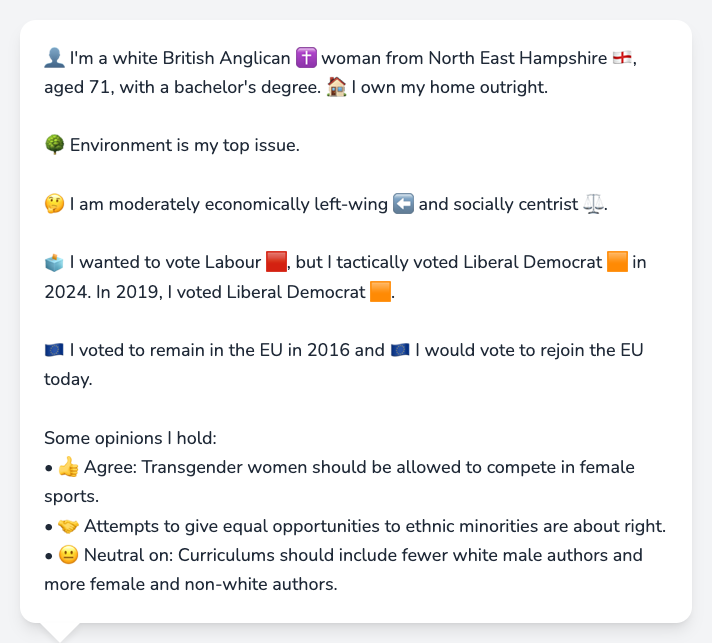 👤 I'm a white British Anglican ✝️ woman from North East Hampshire 🏴󠁧󠁢󠁥󠁮󠁧󠁿,
aged 71, with a bachelor's degree. 🏠 I own my home outright.
🌳 Environment is my top issue.
🤔 I am moderately economically left-wing ⬅️ and socially centrist ⚖️.
🗳️ I wanted to vote Labour 🟥, but I tactically voted Liberal Democrat 🟧 in
2024. In 2019, I voted Liberal Democrat 🟧.
🇪🇺 I voted to remain in the EU in 2016 and 🇪🇺 I would vote to rejoin the EU
today.
Some opinions I hold:
• 👍 Agree: Transgender women should be allowed to compete in female
sports.
• 🤝 Attempts to give equal opportunities to ethnic minorities are about right.
• 😐 Neutral on: Curriculums should include fewer white male authors and
more female and non-white authors.